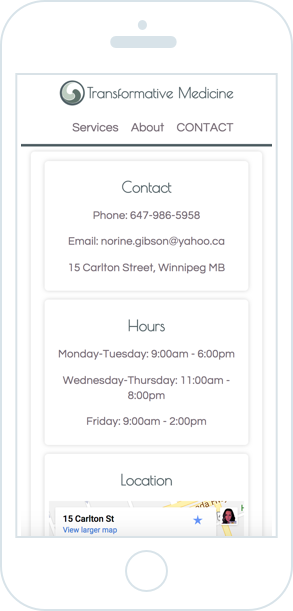 Transformative Medicine
Services About CONTACT
Contact
Phone: 647-986-5958
Email: norine.gibson@yahoo.ca
15 Carlton Street, Winnipeg MB
Hours
Monday-Tuesday: 9:00am - 6:00pm
Wednesday-Thursday: 11:00am -
8:00pm
Friday: 9:00am - 2:00pm
Location
15 Carlton St
View larger map